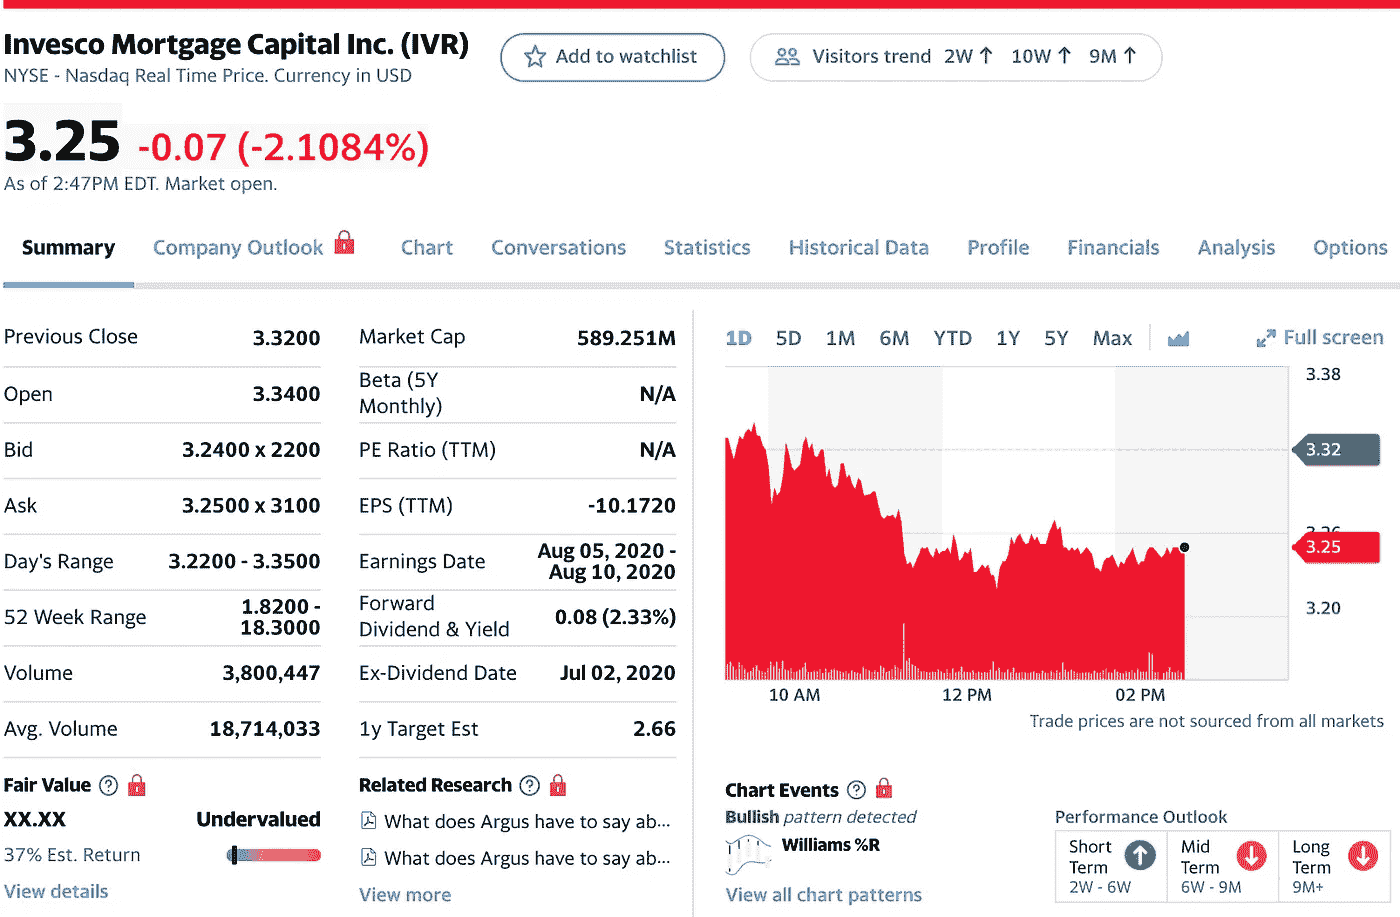 Invesco Mortgage Capital Inc. (IVR)
NYSE - Nasdaq Real Time Price. Currency in USD
Add to watchlist
Visitors trend 2W↑ 10W↑ 9M↑
3.25 -0.07 (-2.1084%)
As of 2:47PM EDT. Market open.
Summary Company Outlook Chart Conversations Statistics Historical Data Profile Financials Analysis Options
Previous Close 3.3200
Open 3.3400
Bid 3.2400 x 2200
Ask 3.2500 x 3100
Day's Range 3.2200 - 3.3500
52 Week Range 1.8200 -
18.3000
Volume 3,800,447
Avg. Volume 18,714,033
Market Cap 589.251M
Beta (5Y
Monthly) N/A
PE Ratio (TTM) N/A
EPS (TTM) -10.1720
Earnings Date Aug 05, 2020 -
Aug 10, 2020
Forward
Dividend & Yield 0.08 (2.33%)
Ex-Dividend Date Jul 02, 2020
1y Target Est 2.66
1D 5D 1M 6M YTD 1Y 5Y Max Full screen
3.38
3.32
3.26
3.25
3.20
10 AM 12 PM 02 PM
Trade prices are not sourced from all markets
Fair Value
XX.XX Undervalued
37% Est. Return
View details
Related Research
What does Argus have to say ab...
What does Argus have to say ab...
View more
Chart Events
Bullish pattern detected
Williams %R
View all chart patterns
Performance Outlook
Short
Term
2W - 6W
Mid
Term
6W - 9M
Long
Term
9M+